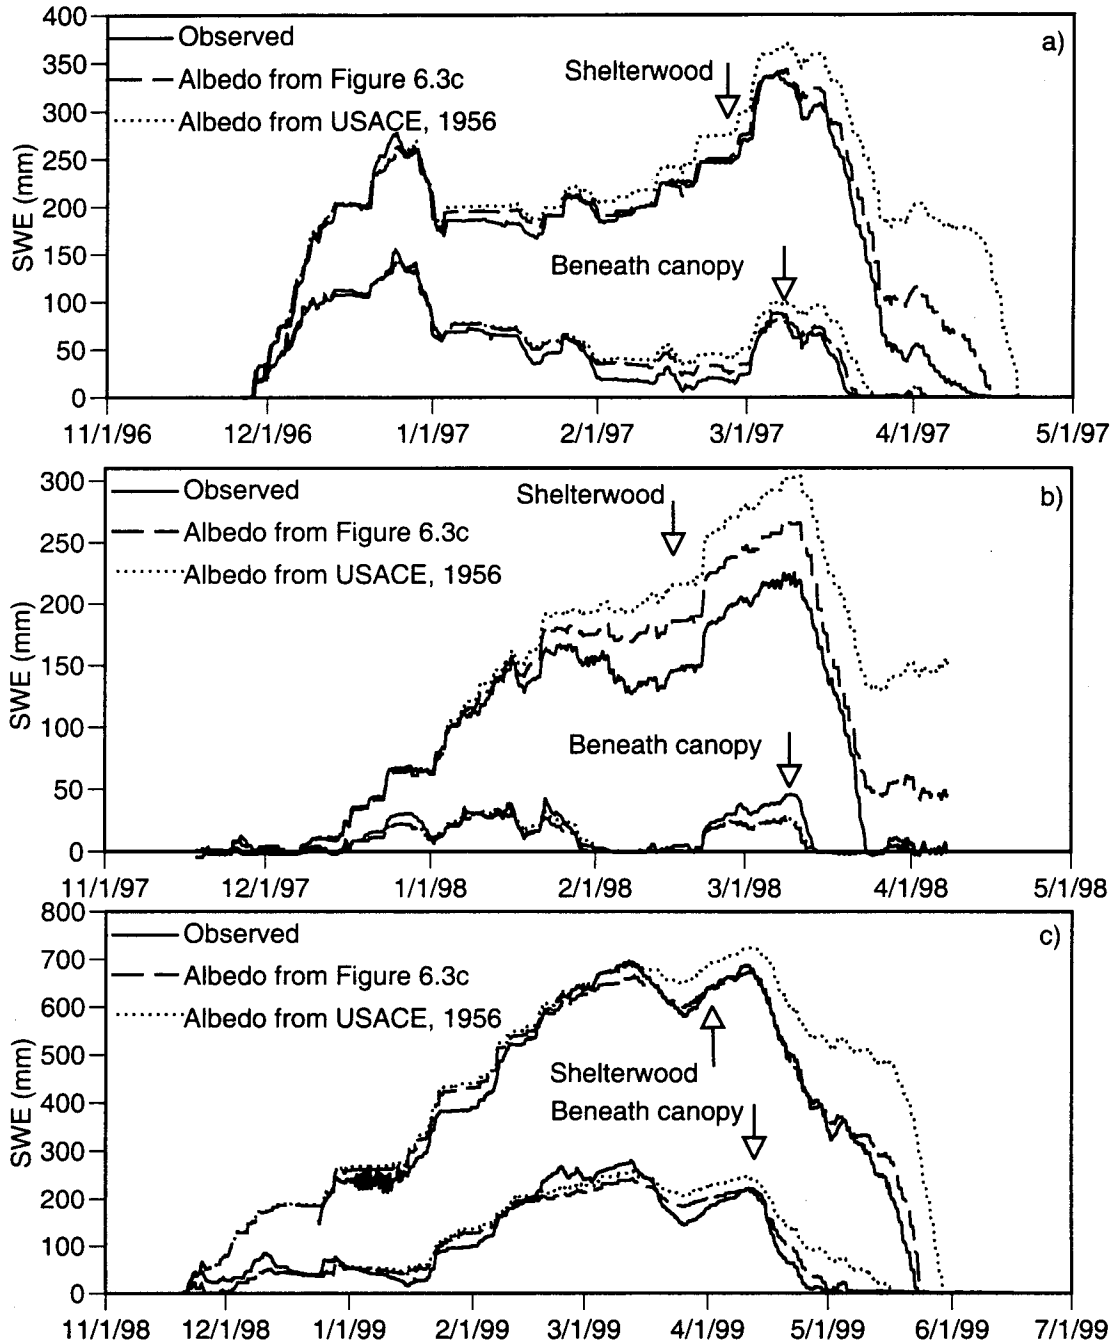 400
350
300
250
200
150
100
50
0
SWE (mm)
Observed
Albedo from Figure 6.3c
Albedo from USACE, 1956
a)
Shelterwood
Beneath canopy
11/1/96 12/1/96 1/1/97 2/1/97 3/1/97 4/1/97 5/1/97
300
250
200
150
100
50
0
SWE (mm)
Observed
Albedo from Figure 6.3c
Albedo from USACE, 1956
b)
Shelterwood
Beneath canopy
11/1/97 12/1/97 1/1/98 2/1/98 3/1/98 4/1/98 5/1/98
800
700
600
500
400
300
200
100
0
SWE (mm)
Observed
Albedo from Figure 6.3c
Albedo from USACE, 1956
c)
Shelterwood
Beneath canopy
11/1/98 12/1/98 1/1/99 2/1/99 3/1/99 4/1/99 5/1/99 6/1/99 7/1/99